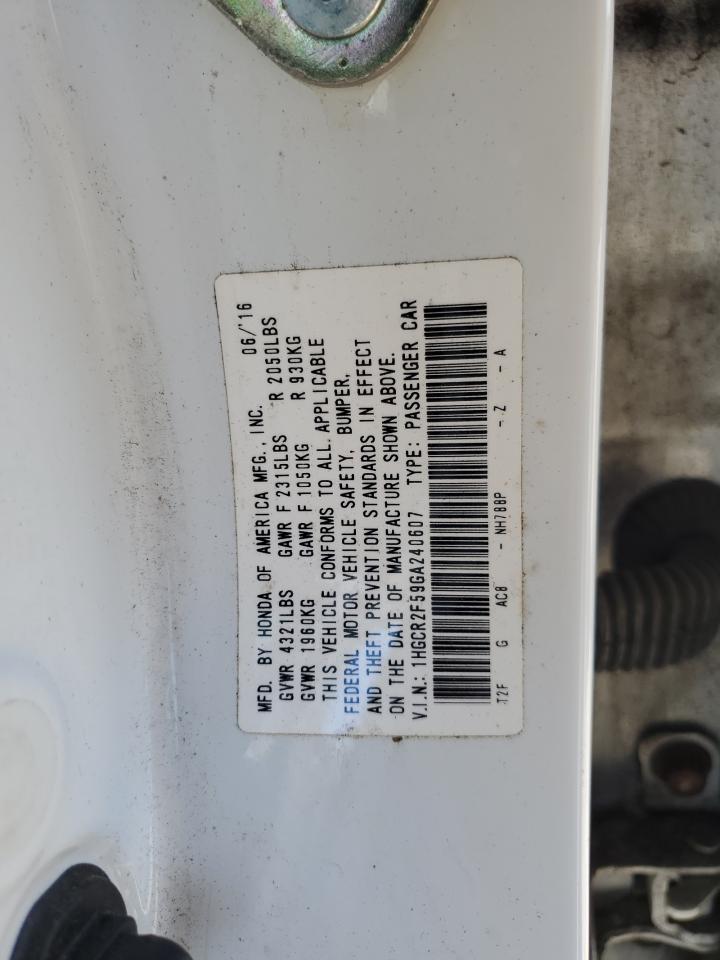 MFD. BY HONDA OF AMERICA MFG., INC. 06/'16
GVWR 4321LBS GAWR F 2315LBS R 2050LBS
GVWR 1960KG GAWR F 1050KG R 930KG
THIS VEHICLE CONFORMS TO ALL APPLICABLE
FEDERAL MOTOR VEHICLE SAFETY, BUMPER,
AND THEFT PREVENTION STANDARDS IN EFFECT
ON THE DATE OF MANUFACTURE SHOWN ABOVE.
V.I.N.: 1HGCR2F59GA240607 TYPE: PASSENGER CAR
T2F G AC8 - NH788P - Z - A